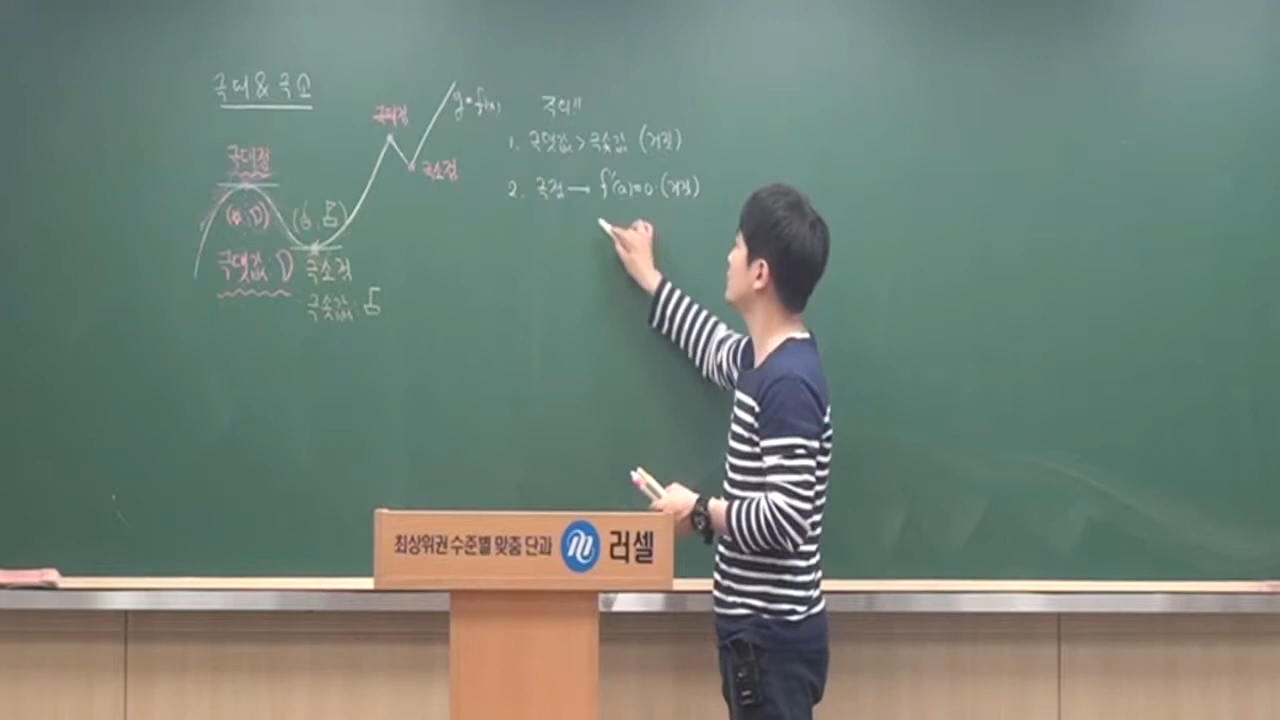 극대 & 극소
극대점
극댓값:
극소점
극솟값:
극대점
극소점
y=f(x)
주의!!
1. 극댓값 > 극솟값 (거짓)
2. 극점 → f'(a)=0 (거짓)
최상위권 수준별 맞춤 단과 러셀